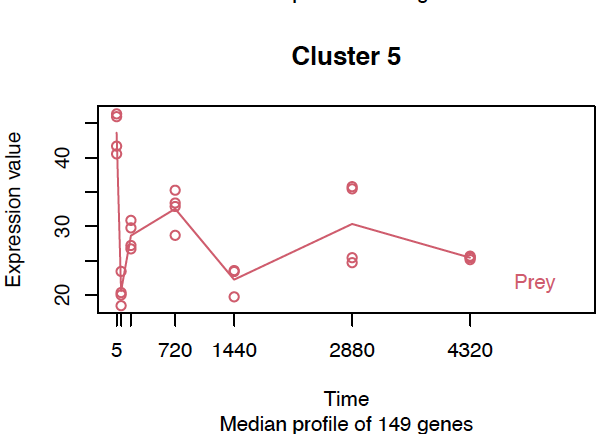 Cluster 5
Expression value
40
30
20
Prey
5 720 1440 2880 4320
Time
Median profile of 149 genes